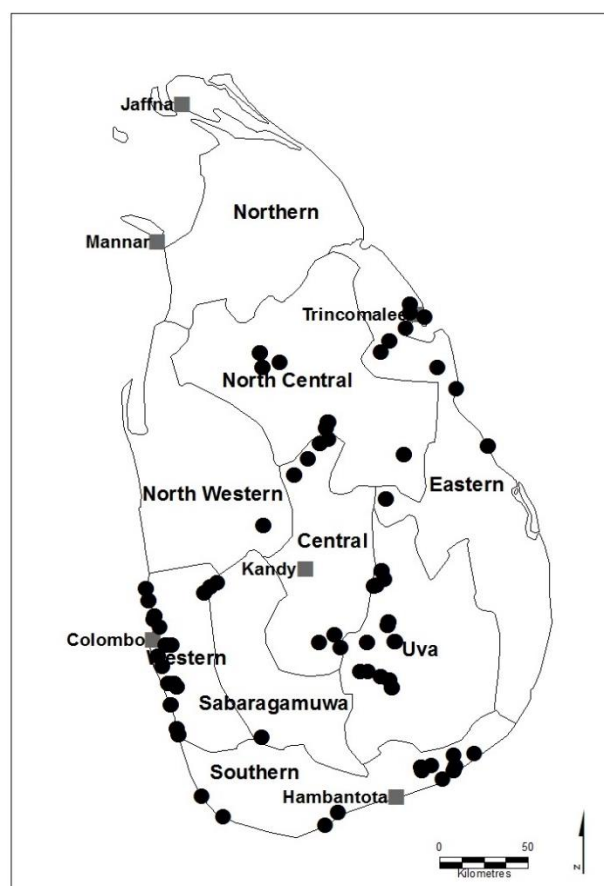 Jaffna
Northern
Mannar
Trincomalee
North Central
North Western
Eastern
Central
Kandy
Colombo
Western
Uva
Sabaragamuwa
Southern
Hambantota
0 50
Kilometres
N